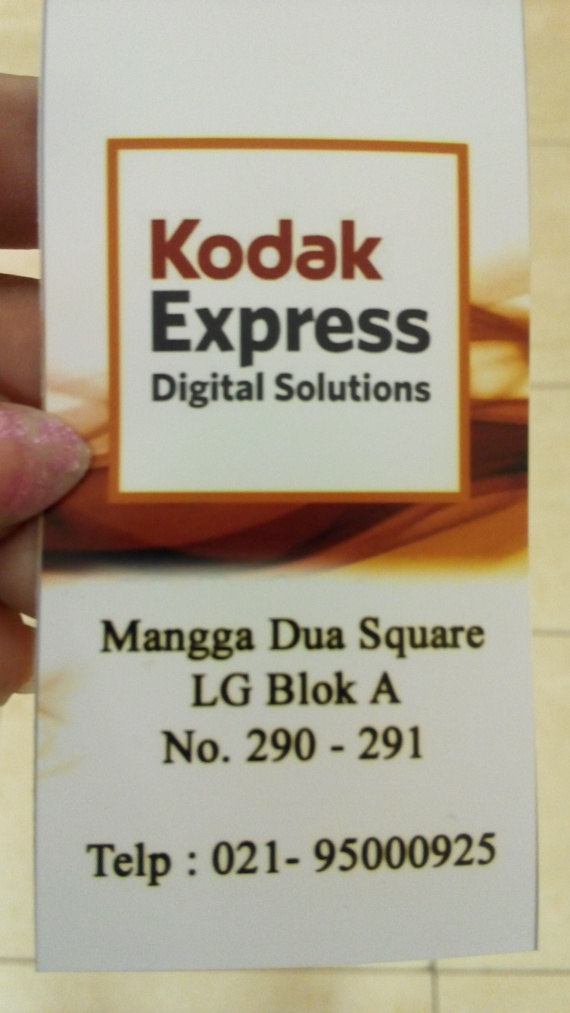 Kodak
Express
Digital Solutions
Mangga Dua Square
LG Blok A
No. 290 - 291
Telp : 021- 95000925